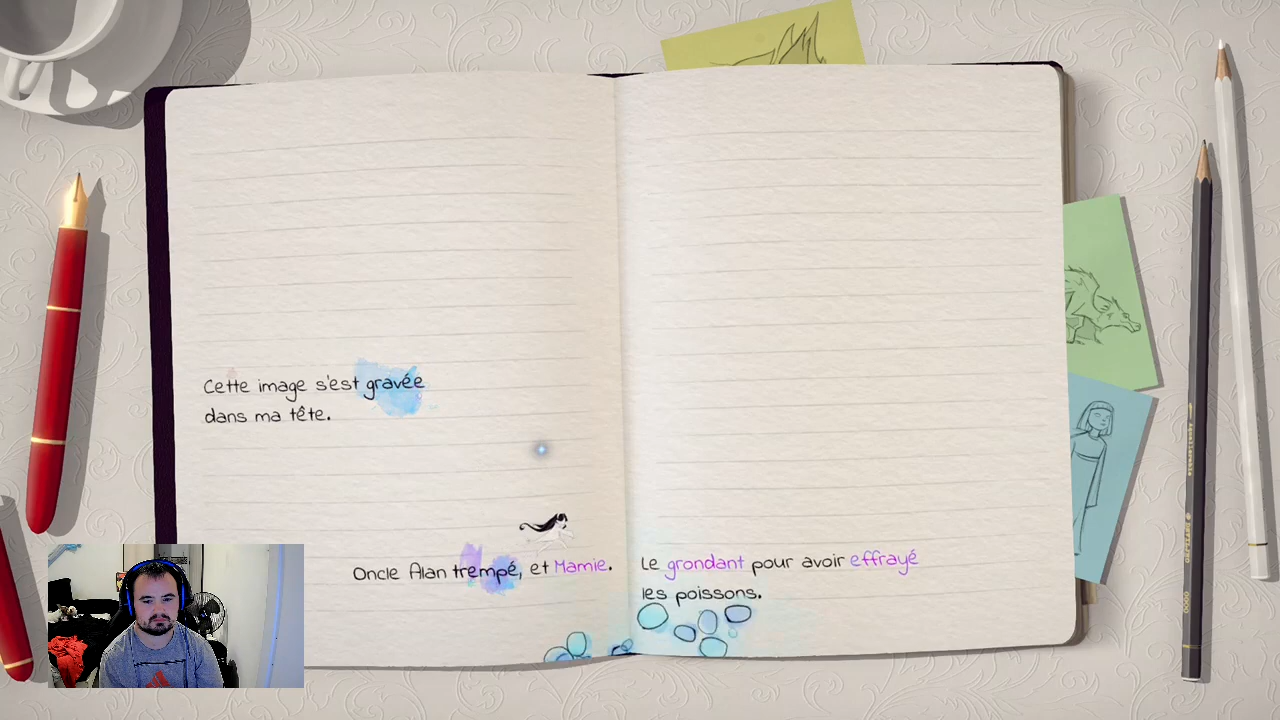 Cette image s'est gravée
dans ma tête.
Oncle Alan trempé, et Mamie.
Le grondant pour avoir effrayé
les poissons.